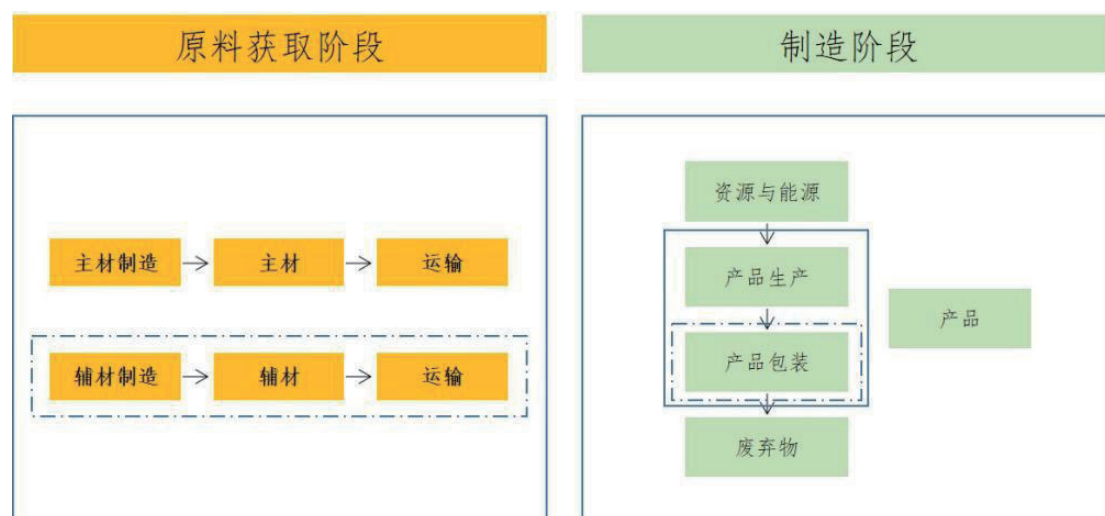 原料获取阶段
制造阶段
主材制造
主材
运输
辅材制造
辅材
运输
资源与能源
产品生产
产品包装
废弃物
产品